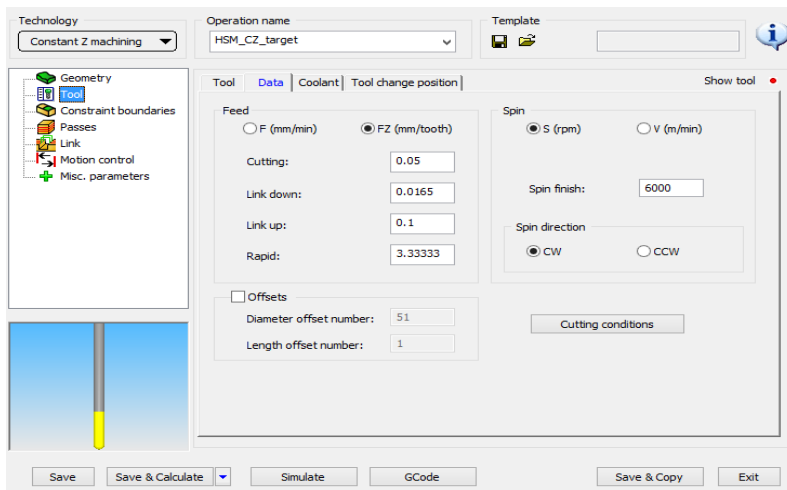 Technology
Operation name
Template
Constant Z machining
HSM_CZ_target
Geometry
Tool
Constraint boundaries
Passes
Link
Motion control
Misc. parameters
Tool Data Coolant Tool change position
Show tool
Feed
F (mm/min) FZ (mm/tooth)
Cutting: 0.05
Link down: 0.0165
Link up: 0.1
Rapid: 3.33333
Spin
S (rpm) V (m/min)
Spin finish: 6000
Spin direction
CW CCW
Offsets
Diameter offset number: 51
Length offset number: 1
Cutting conditions
Save Save & Calculate Simulate GCode Save & Copy Exit